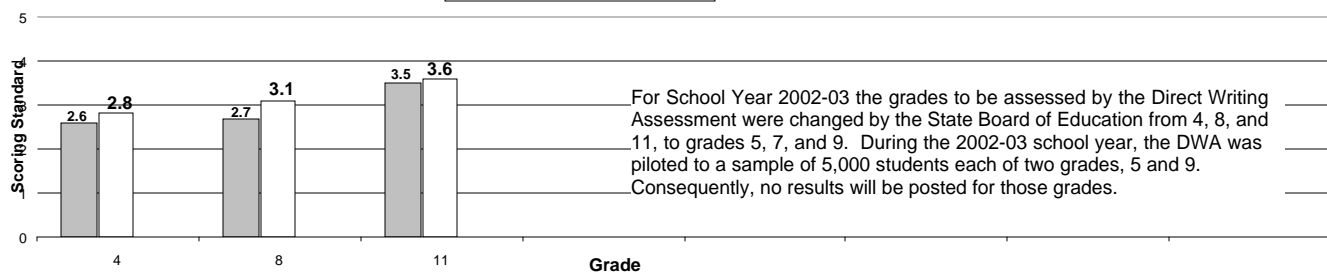 5
4
3
2
1
0
Scoring Standard
2.6
2.8
2.7
3.1
3.5
3.6
For School Year 2002-03 the grades to be assessed by the Direct Writing
Assessment were changed by the State Board of Education from 4, 8, and
11, to grades 5, 7, and 9. During the 2002-03 school year, the DWA was
piloted to a sample of 5,000 students each of two grades, 5 and 9.
Consequently, no results will be posted for those grades.
4
8
11
Grade